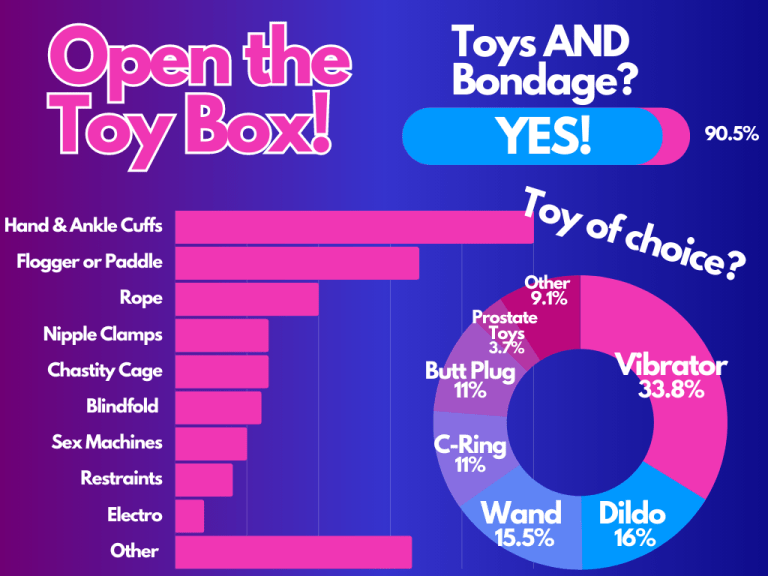 Open the
Toy Box!
Toys AND
Bondage?
YES!
90.5%
Hand & Ankle Cuffs
Flogger or Paddle
Rope
Nipple Clamps
Chastity Cage
Blindfold
Sex Machines
Restraints
Electro
Other
Toy of choice?
Other
9.1%
Prostate
Toys
3.7%
Vibrator
33.8%
Butt Plug
11%
C-Ring
11%
Wand
15.5%
Dildo
16%